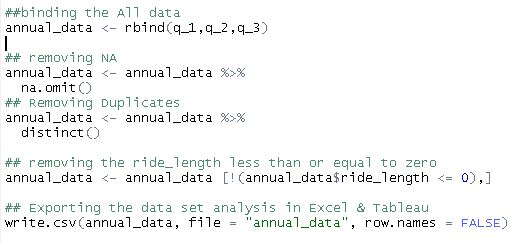 ##binding the All data
annual_data <- rbind(q_1,q_2,q_3)
## removing NA
annual_data <- annual_data %>%
  na.omit()
## Removing Duplicates
annual_data <- annual_data %>%
  distinct()
## removing the ride_length less than or equal to zero
annual_data <- annual_data [!(annual_data$ride_length <= 0),]
## Exporting the data set analysis in Excel & Tableau
write.csv(annual_data, file = "annual_data", row.names = FALSE)